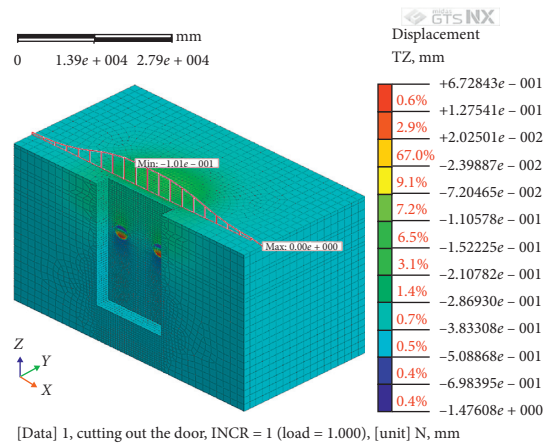 midas
GTS NX
mm
0 1.39e + 004 2.79e + 004
Displacement
TZ, mm
+6.72843e – 001
0.6%
+1.27541e – 001
2.9%
+2.02501e – 002
67.0%
–2.39887e – 002
9.1%
–7.20465e – 002
7.2%
–1.10578e – 001
6.5%
–1.52225e – 001
3.1%
–2.10782e – 001
1.4%
–2.86930e – 001
0.7%
–3.83308e – 001
0.5%
–5.08868e – 001
0.4%
–6.98395e – 001
0.4%
–1.47608e + 000
Min: –1.01e – 001
Max: 0.00e + 000
Z
Y
X
[Data] 1, cutting out the door, INCR = 1 (load = 1.000), [unit] N, mm